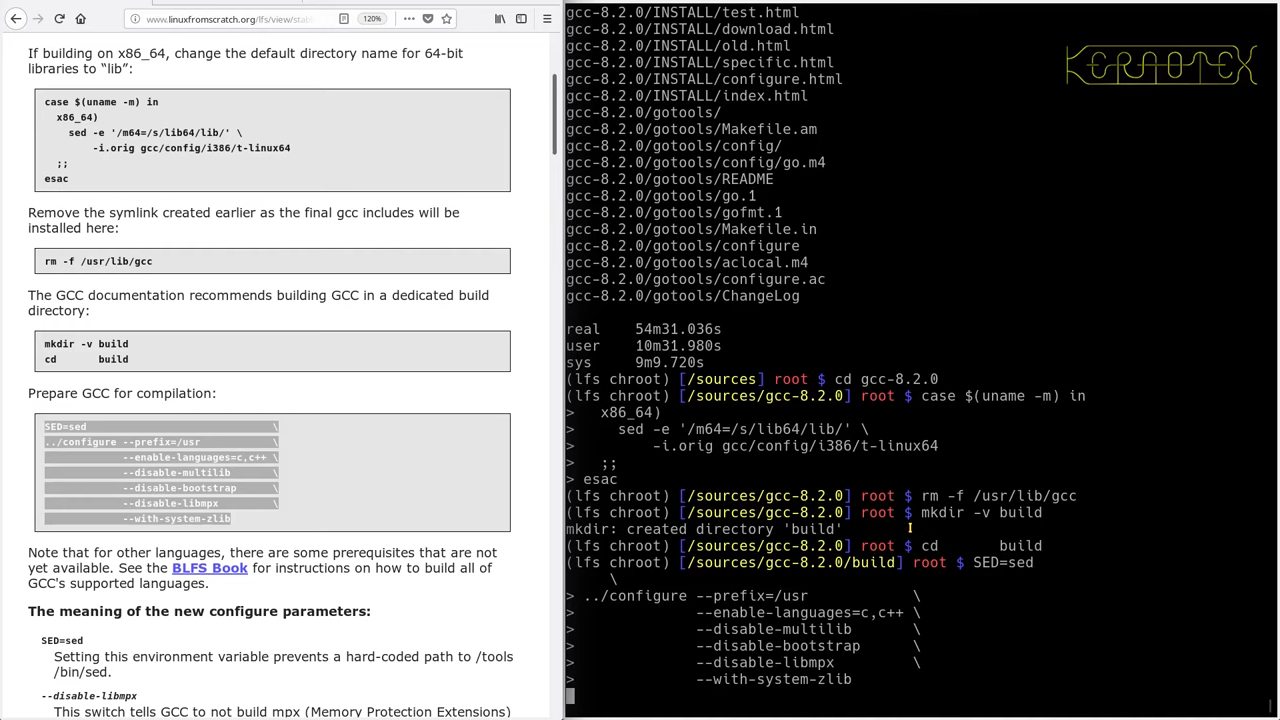 www.linuxfromscratch.org/lfs/view/stab
120%
If building on x86_64, change the default directory name for 64-bit
libraries to “lib”:
case $(uname -m) in
  x86_64)
    sed -e '/m64=/s/lib64/lib/' \
        -i.orig gcc/config/i386/t-linux64
  ;;
esac
Remove the symlink created earlier as the final gcc includes will be
installed here:
rm -f /usr/lib/gcc
The GCC documentation recommends building GCC in a dedicated build
directory:
mkdir -v build
cd       build
Prepare GCC for compilation:
SED=sed                               \
../configure --prefix=/usr            \
             --enable-languages=c,c++ \
             --disable-multilib       \
             --disable-bootstrap      \
             --disable-libmpx         \
             --with-system-zlib
Note that for other languages, there are some prerequisites that are not
yet available. See the BLFS Book for instructions on how to build all of
GCC's supported languages.
The meaning of the new configure parameters:
SED=sed
Setting this environment variable prevents a hard-coded path to /tools
/bin/sed.
--disable-libmpx
This switch tells GCC to not build mpx (Memory Protection Extensions)
KERAOTEX
gcc-8.2.0/INSTALL/test.html
gcc-8.2.0/INSTALL/download.html
gcc-8.2.0/INSTALL/old.html
gcc-8.2.0/INSTALL/specific.html
gcc-8.2.0/INSTALL/configure.html
gcc-8.2.0/INSTALL/index.html
gcc-8.2.0/gotools/
gcc-8.2.0/gotools/Makefile.am
gcc-8.2.0/gotools/config/
gcc-8.2.0/gotools/config/go.m4
gcc-8.2.0/gotools/README
gcc-8.2.0/gotools/go.1
gcc-8.2.0/gotools/gofmt.1
gcc-8.2.0/gotools/Makefile.in
gcc-8.2.0/gotools/configure
gcc-8.2.0/gotools/aclocal.m4
gcc-8.2.0/gotools/configure.ac
gcc-8.2.0/gotools/ChangeLog
real    54m31.036s
user    10m31.980s
sys     9m9.720s
(lfs chroot) [/sources] root $ cd gcc-8.2.0
(lfs chroot) [/sources/gcc-8.2.0] root $ case $(uname -m) in
>   x86_64)
>     sed -e '/m64=/s/lib64/lib/' \
>         -i.orig gcc/config/i386/t-linux64
>   ;;
> esac
(lfs chroot) [/sources/gcc-8.2.0] root $ rm -f /usr/lib/gcc
(lfs chroot) [/sources/gcc-8.2.0] root $ mkdir -v build
mkdir: created directory 'build'
(lfs chroot) [/sources/gcc-8.2.0] root $ cd       build
(lfs chroot) [/sources/gcc-8.2.0/build] root $ SED=sed
     \
> ../configure --prefix=/usr            \
>              --enable-languages=c,c++ \
>              --disable-multilib       \
>              --disable-bootstrap      \
>              --disable-libmpx         \
>              --with-system-zlib